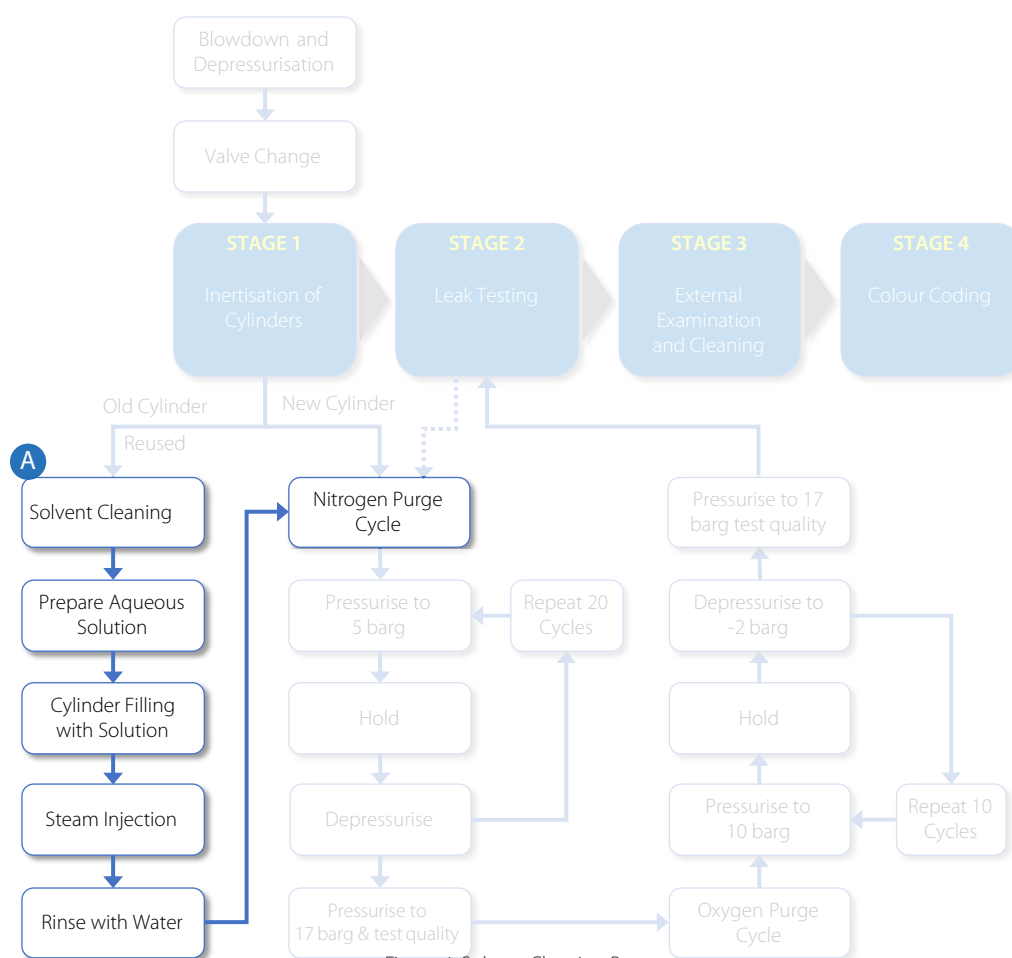 Blowdown and
Depressurisation
Valve Change
STAGE 1
Inertisation of
Cylinders
STAGE 2
Leak Testing
STAGE 3
External
Examination
and Cleaning
STAGE 4
Colour Coding
Old Cylinder
Reused
New Cylinder
A
Solvent Cleaning
Prepare Aqueous
Solution
Cylinder Filling
with Solution
Steam Injection
Rinse with Water
Nitrogen Purge
Cycle
Pressurise to
5 barg
Repeat 20
Cycles
Hold
Depressurise
Pressurise to
17 barg & test quality
Pressurise to 17
barg test quality
Depressurise to
-2 barg
Hold
Pressurise to
10 barg
Repeat 10
Cycles
Oxygen Purge
Cycle